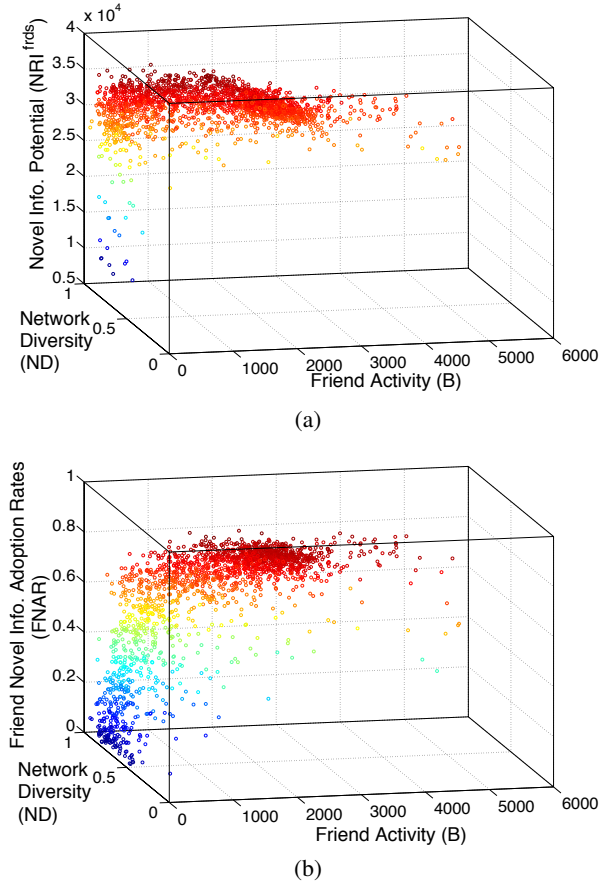 4 x 10^4
3.5
3
2.5
2
1.5
1
0.5
Novel Info. Potential (NRI^frds)
1
0.5
0
Network
Diversity
(ND)
0
1000
2000
3000
4000
5000
6000
Friend Activity (B)
(a)
1
0.8
0.6
0.4
0.2
0
Friend Novel Info. Adoption Rates
(FNAR)
1
0.5
0
Network
Diversity
(ND)
0
1000
2000
3000
4000
5000
6000
Friend Activity (B)
(b)